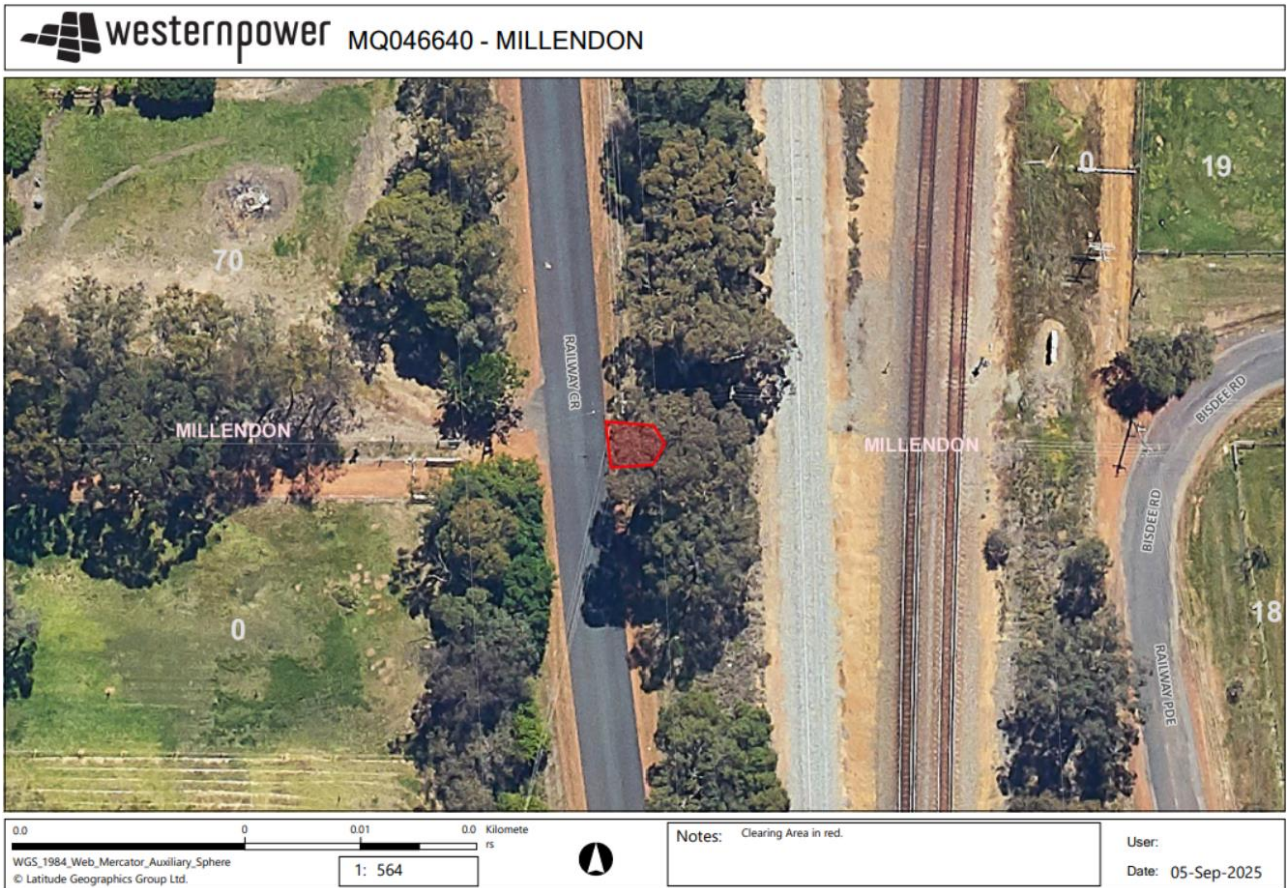 westernpower MQ046640 - MILLENDON
0
19
70
RAILWAY CR
BISDEE RD
MILLENDON
MILLENDON
BISDEE RD
18
0
RAILWAY PDE
0.0 0 0.01 0.0 Kilomete
rs
WGS_1984_Web_Mercator_Auxiliary_Sphere
© Latitude Geographics Group Ltd.
1: 564
Notes: Clearing Area in red.
User:
Date: 05-Sep-2025